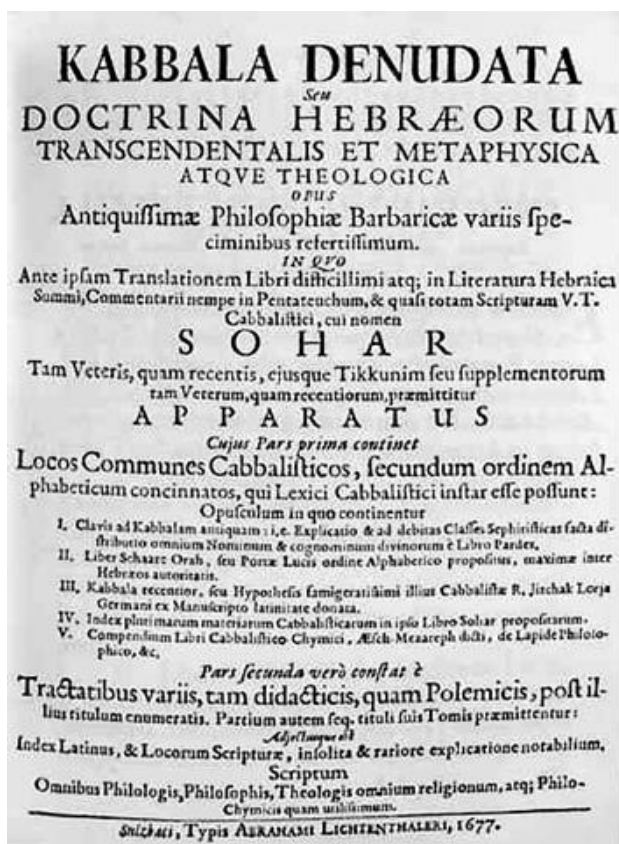 KABBALA DENUDATA
Seu
DOCTRINA HEBRÆORUM
TRANSCENDENTALIS ET METAPHYSICA
ATQVE THEOLOGICA
OPUS
Antiquiſſimæ Philoſophiæ Barbaricæ variis ſpe-
ciminibus refertiſſimum.
IN QVO
Ante ipſam Translationem Libri difficillimi atq; in Literatura Hebraica
Summi, Commentarii nempe in Pentateuchum, & quaſi totam Scripturam V. T.
Cabbaliſtici, cui nomen
SOHAR
Tam Veteris, quam recentis, ejusque Tikkunim ſeu ſupplementorum
tam Veterum, quam recentiorum, præmittitur
APPARATUS
Cujus Pars prima continet
Locos Communes Cabbaliſticos, ſecundum ordinem Al-
phabeticum concinnatos, qui Lexici Cabbaliſtici inſtar eſſe poſſunt:
Opuſculum in quo continentur
I. Clavis ad Kabbalam antiquam: i.e. Explicatio & ad debitas Claſſes Sephiriſticas facta di-
ſtributio omnium Nominum & cognominum divinorum è Libro Pardes.
II. Liber Schaare Orah, ſeu Portæ Lucis ordine Alphabetico propoſitus, maximæ inter
Hebræos autoritatis.
III. Kabbala recentior, ſeu Hypotheſis famigeratiſſimi illius Cabbaliſtæ R. Jitzchak Lorja
Germani ex Manuſcripto latinitate donata.
IV. Index plurimarum materiarum Cabbaliſticarum in ipſo Libro Sohar propoſitarum.
V. Compendium Libri Cabbaliſtico Chymici, Æſch-Mezareph dicti, de Lapide Philoſo-
phico, &c.
Pars ſecunda verò conſtat è
Tractatibus variis, tam didacticis, quam Polemicis, poſt il-
lius titulum enumeratis. Partium autem ſeq. tituli ſuis Tomis præmittentur:
Adjectusque eſt
Index Latinus, & Locorum Scripturæ, inſolita & rariore explicatione notabilium,
Scriptum
Omnibus Philologis, Philoſophis, Theologis omnium religionum, atq; Philo-
Chymicis quam utiliſſimum.
Sulzbaci, Typis ABRAHAMI LICHTENTHALERI, 1677.